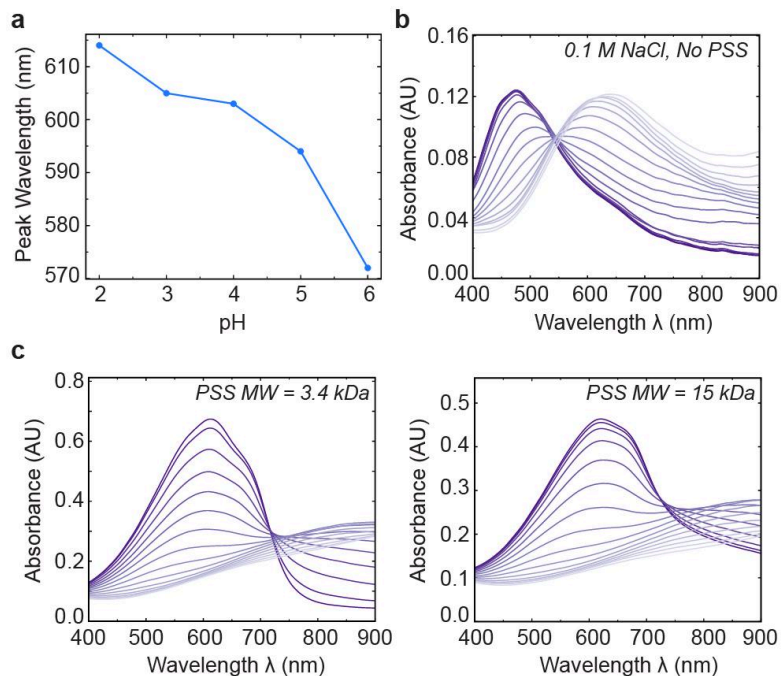 a
Peak Wavelength (nm)
610
600
590
580
570
2 3 4 5 6
pH
b
0.1 M NaCl, No PSS
Absorbance (AU)
0.16
0.12
0.08
0.04
0.00
400 500 600 700 800 900
Wavelength λ (nm)
c
PSS MW = 3.4 kDa
Absorbance (AU)
0.8
0.6
0.4
0.2
0.0
400 500 600 700 800 900
Wavelength λ (nm)
PSS MW = 15 kDa
Absorbance (AU)
0.5
0.4
0.3
0.2
0.1
0.0
400 500 600 700 800 900
Wavelength λ (nm)